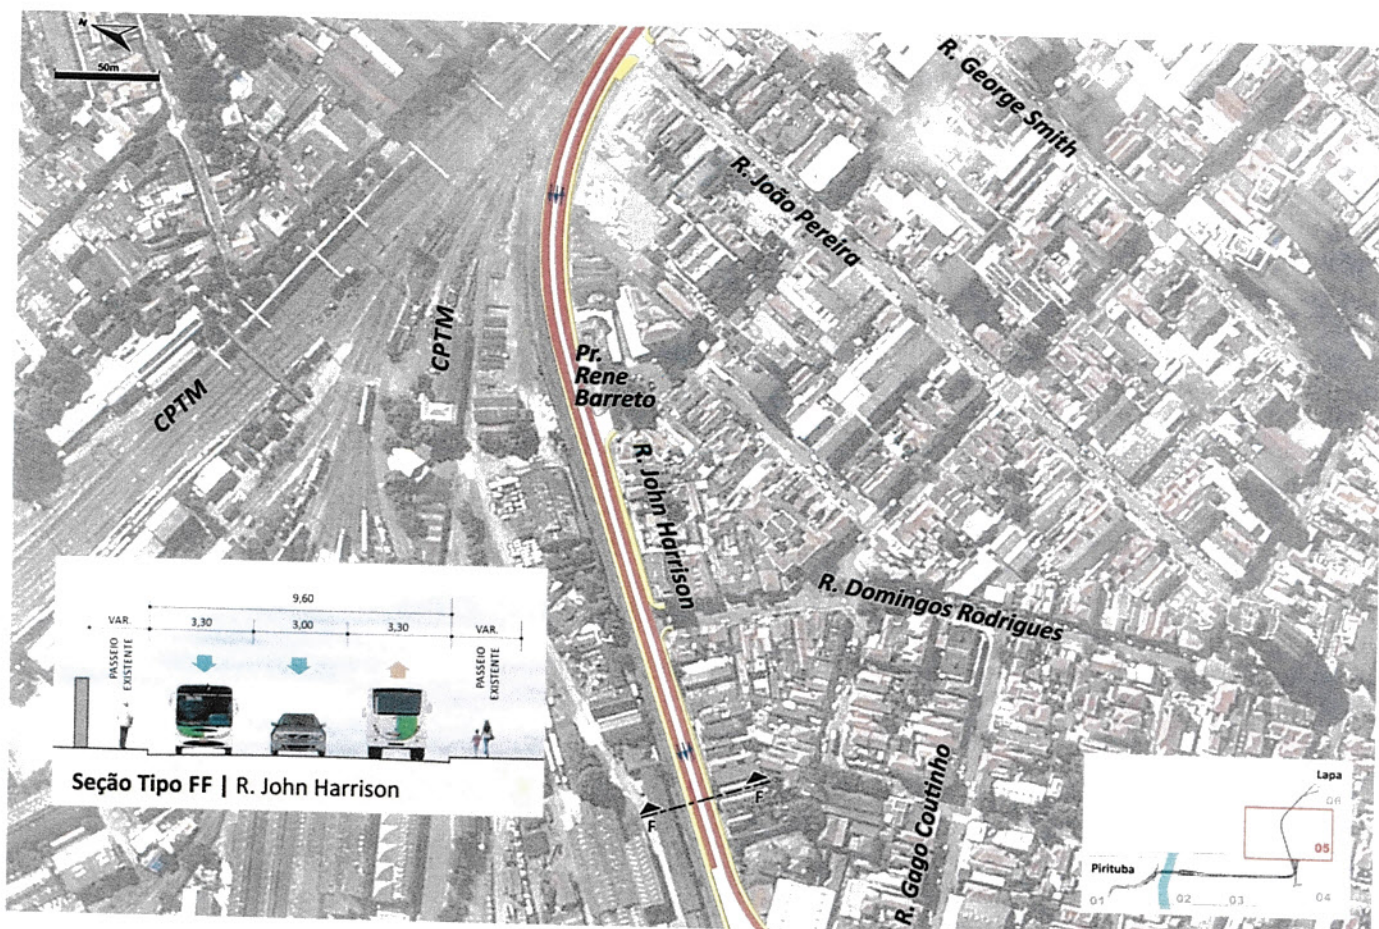 N
50m
R. George Smith
R. João Pereira
CPTM
CPTM
Pr.
Rene
Barreto
R. John Harrison
R. Domingos Rodrigues
R. Gago Coutinho
F
F
9,60
VAR.
3,30
3,00
3,30
VAR.
PASSEIO
EXISTENTE
PASSEIO
EXISTENTE
Seção Tipo FF | R. John Harrison
Lapa
06
05
Pirituba
01
02
03
04